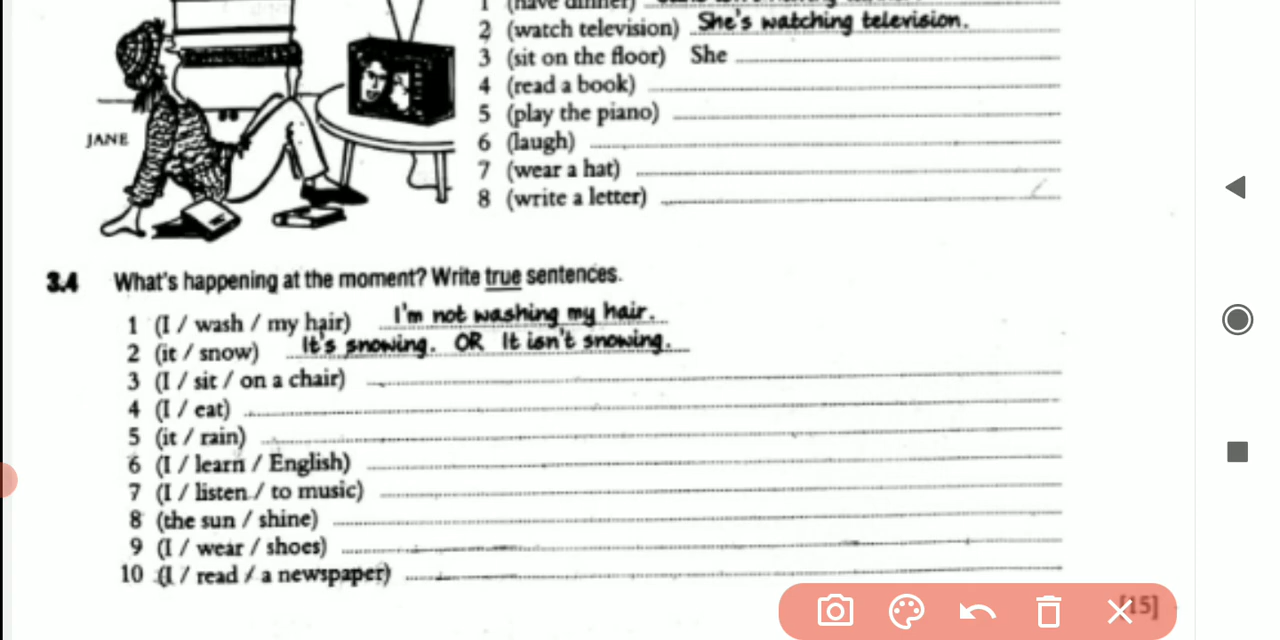 1 (have dinner)
2 (watch television) She's watching television.
3 (sit on the floor) She
4 (read a book)
5 (play the piano)
6 (laugh)
7 (wear a hat)
8 (write a letter)
JANE
3.4 What's happening at the moment? Write true sentences.
1 (I / wash / my hair) I'm not washing my hair.
2 (it / snow) It's snowing. OR It isn't snowing.
3 (I / sit / on a chair)
4 (I / eat)
5 (it / rain)
6 (I / learn / English)
7 (I / listen / to music)
8 (the sun / shine)
9 (I / wear / shoes)
10 (I / read / a newspaper)
[15]